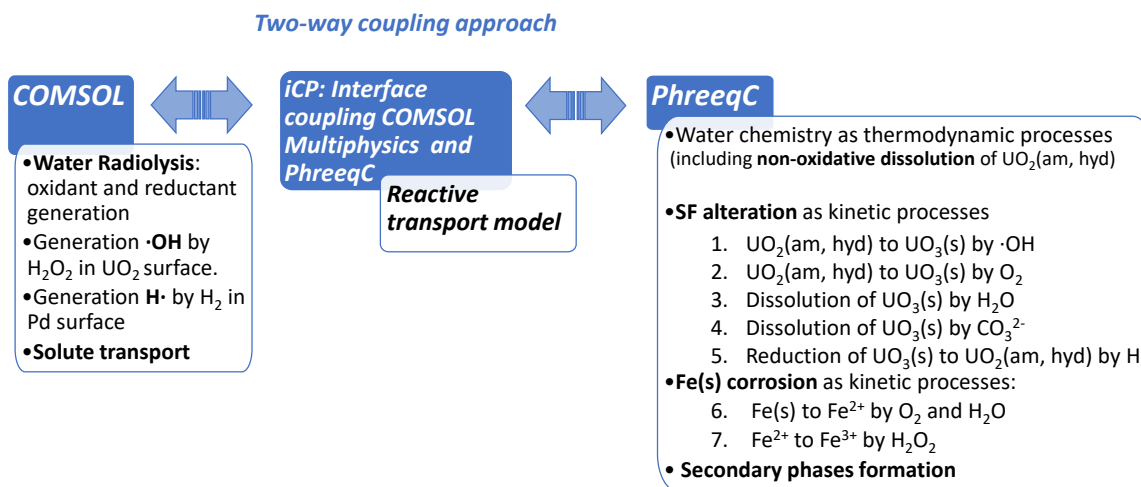 Two-way coupling approach
COMSOL
•Water Radiolysis:
oxidant and reductant
generation
•Generation ·OH by
H₂O₂ in UO₂ surface.
•Generation H· by H₂ in
Pd surface
•Solute transport
iCP: Interface
coupling COMSOL
Multiphysics and
PhreeqC
Reactive
transport model
PhreeqC
•Water chemistry as thermodynamic processes
(including non-oxidative dissolution of UO₂(am, hyd)
•SF alteration as kinetic processes
1. UO₂(am, hyd) to UO₃(s) by ·OH
2. UO₂(am, hyd) to UO₃(s) by O₂
3. Dissolution of UO₃(s) by H₂O
4. Dissolution of UO₃(s) by CO₃²⁻
5. Reduction of UO₃(s) to UO₂(am, hyd) by H
•Fe(s) corrosion as kinetic processes:
6. Fe(s) to Fe²⁺ by O₂ and H₂O
7. Fe²⁺ to Fe³⁺ by H₂O₂
• Secondary phases formation